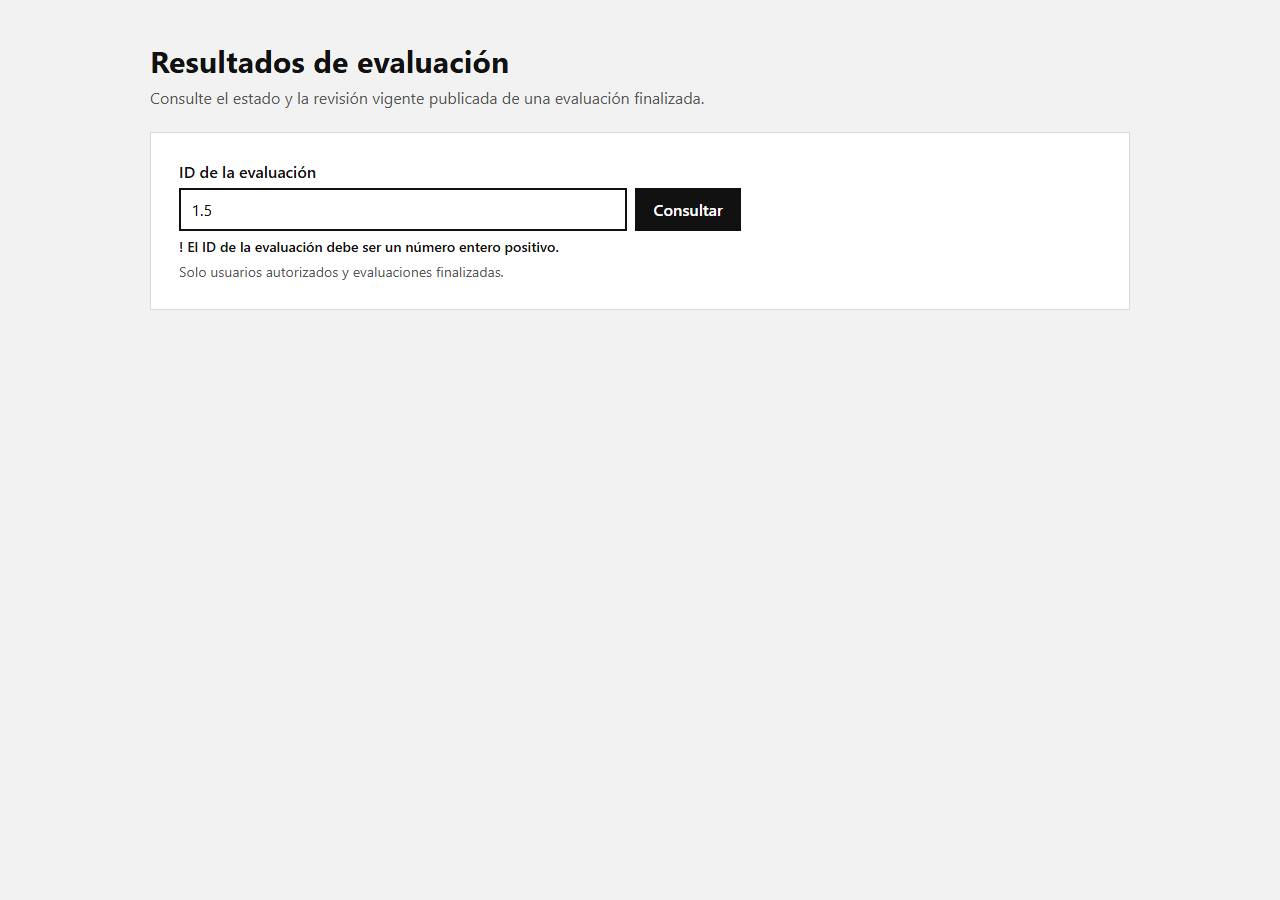 Resultados de evaluación
Consulte el estado y la revisión vigente publicada de una evaluación finalizada.
ID de la evaluación
1.5
Consultar
! El ID de la evaluación debe ser un número entero positivo.
Solo usuarios autorizados y evaluaciones finalizadas.